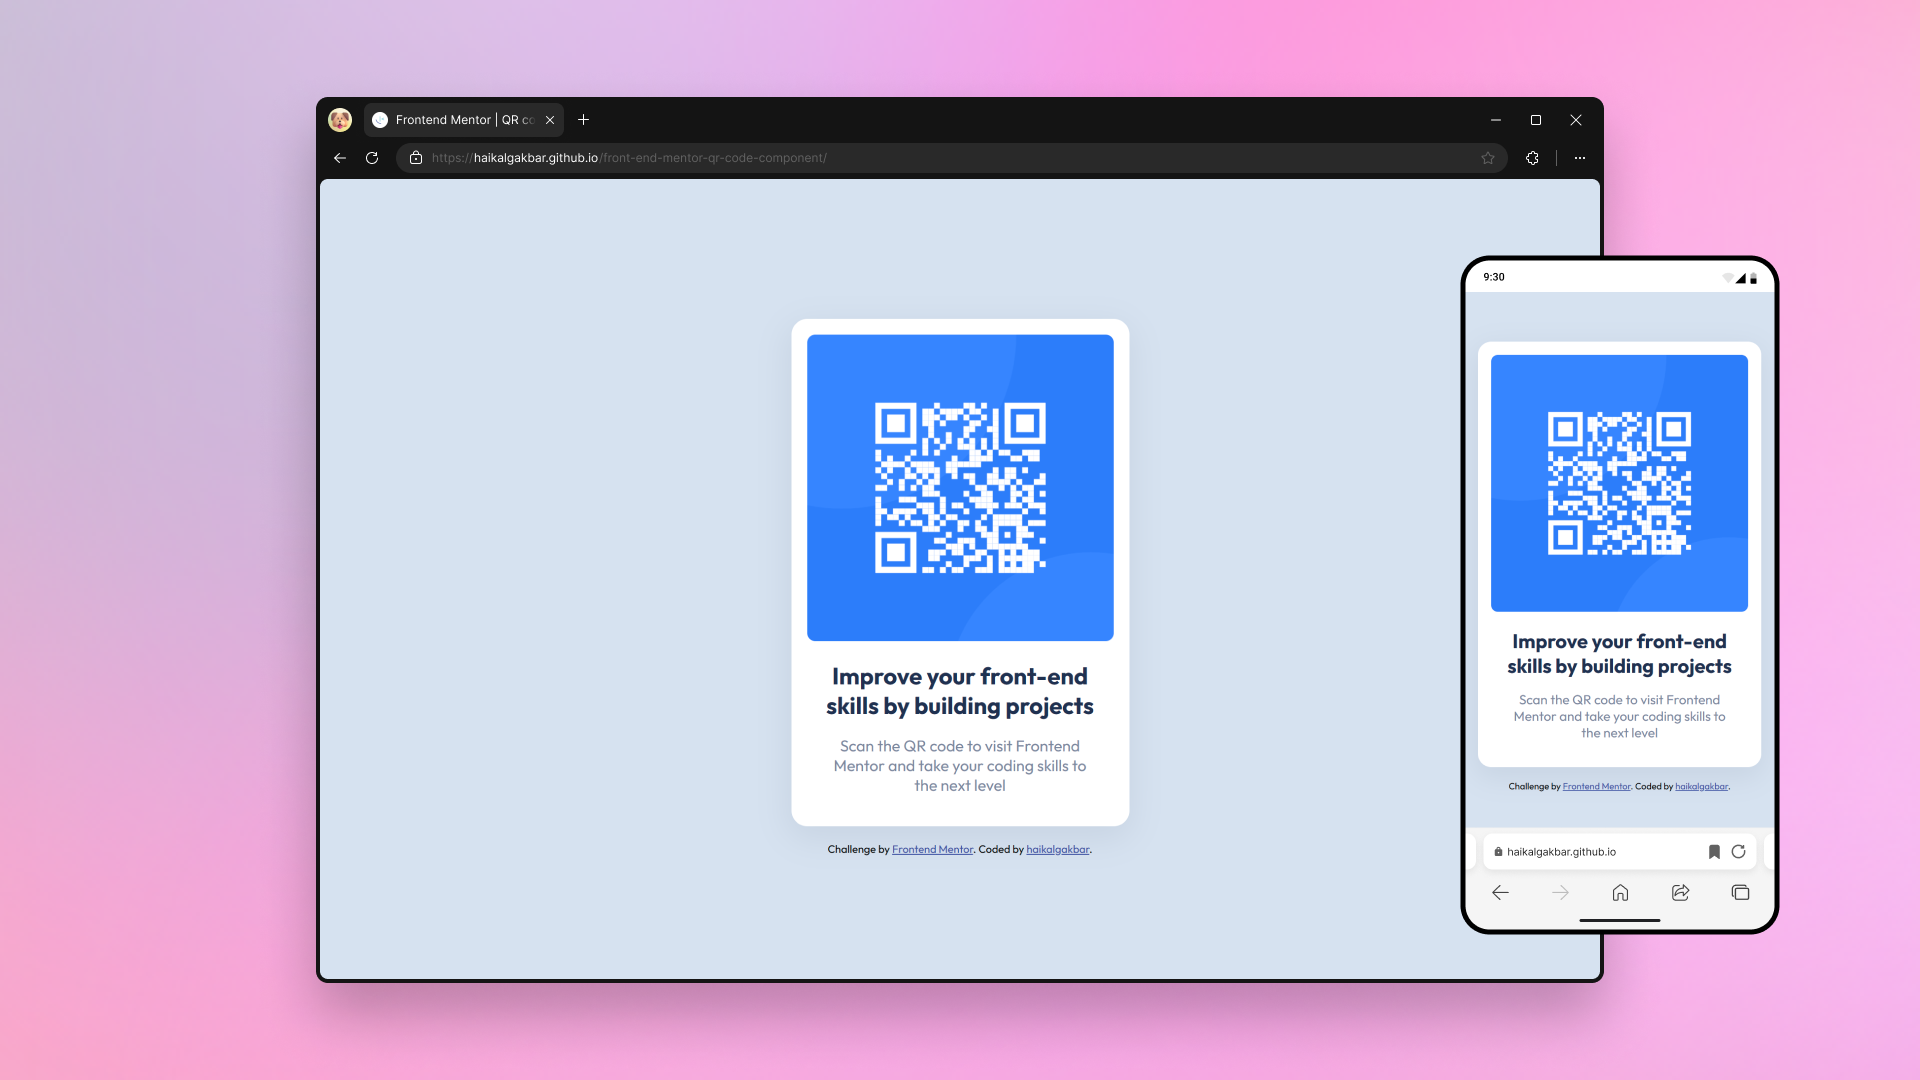 Frontend Mentor | QR co
https://haikalgakbar.github.io/front-end-mentor-qr-code-component/
Improve your front-end
skills by building projects
Scan the QR code to visit Frontend
Mentor and take your coding skills to
the next level
Challenge by Frontend Mentor. Coded by haikalgakbar.
9:30
Improve your front-end
skills by building projects
Scan the QR code to visit Frontend
Mentor and take your coding skills to
the next level
Challenge by Frontend Mentor. Coded by haikalgakbar.
haikalgakbar.github.io